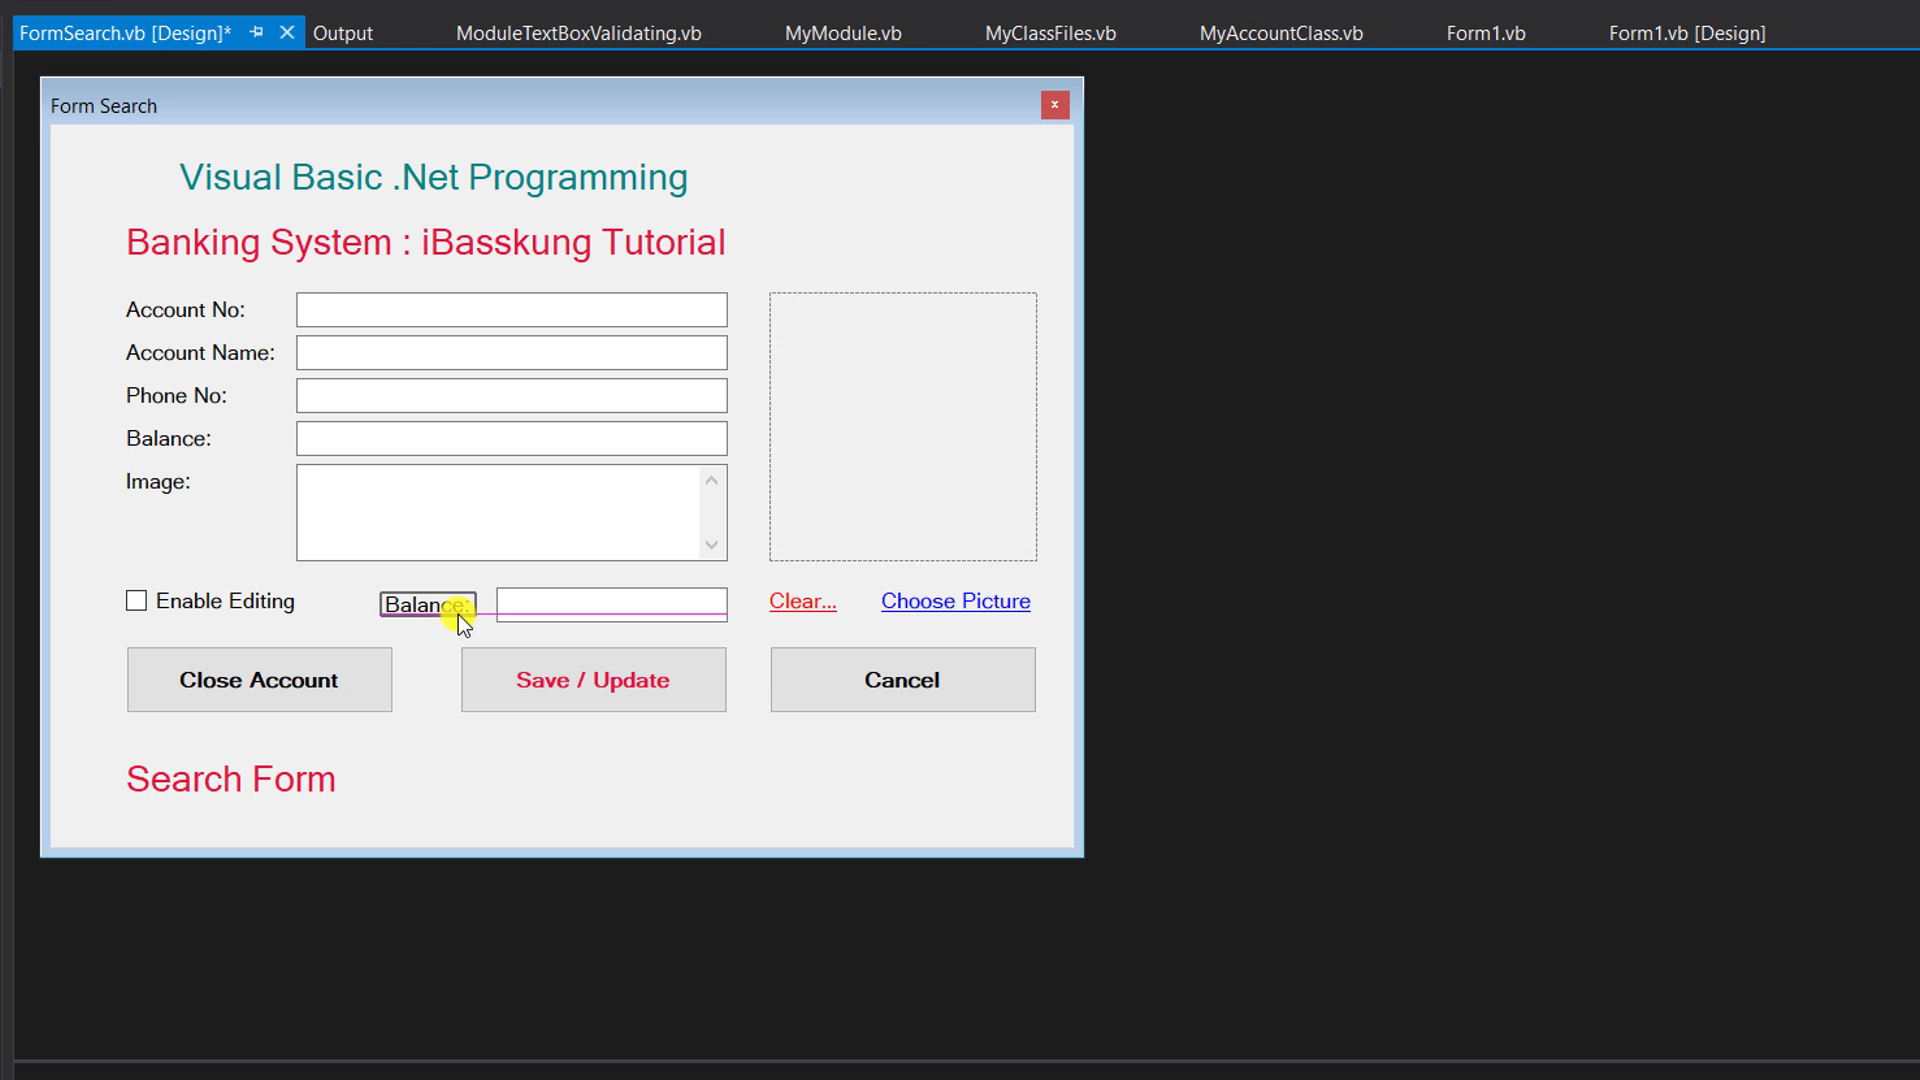 FormSearch.vb [Design]* Output ModuleTextBoxValidating.vb MyModule.vb MyClassFiles.vb MyAccountClass.vb Form1.vb Form1.vb [Design]
Form Search
Visual Basic .Net Programming
Banking System : iBasskung Tutorial
Account No:
Account Name:
Phone No:
Balance:
Image:
Enable Editing Balance: Clear... Choose Picture
Close Account Save / Update Cancel
Search Form